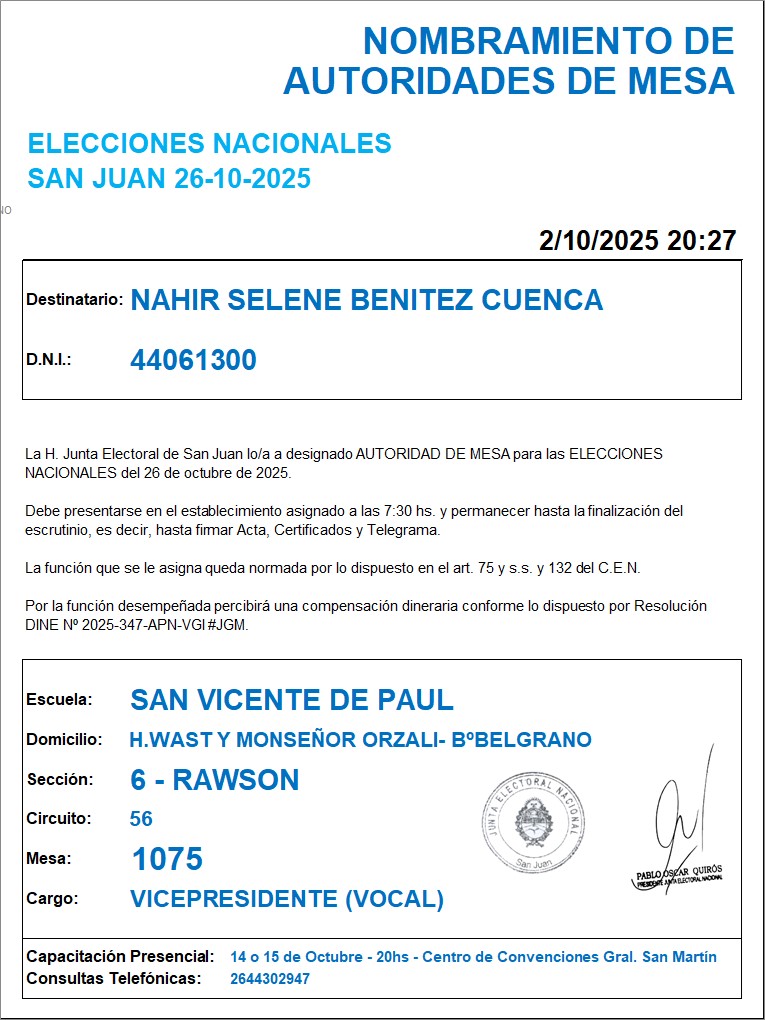 NOMBRAMIENTO DE
AUTORIDADES DE MESA
ELECCIONES NACIONALES
SAN JUAN 26-10-2025
NO
2/10/2025 20:27
Destinatario: NAHIR SELENE BENITEZ CUENCA
D.N.I.: 44061300
La H. Junta Electoral de San Juan lo/a a designado AUTORIDAD DE MESA para las ELECCIONES
NACIONALES del 26 de octubre de 2025.
Debe presentarse en el establecimiento asignado a las 7:30 hs. y permanecer hasta la finalización del
escrutinio, es decir, hasta firmar Acta, Certificados y Telegrama.
La función que se le asigna queda normada por lo dispuesto en el art. 75 y s.s. y 132 del C.E.N.
Por la función desempeñada percibirá una compensación dineraria conforme lo dispuesto por Resolución
DINE Nº 2025-347-APN-VGI#JGM.
Escuela: SAN VICENTE DE PAUL
Domicilio: H.WAST Y MONSEÑOR ORZALI- BºBELGRANO
Sección: 6 - RAWSON
Circuito: 56
Mesa: 1075
Cargo: VICEPRESIDENTE (VOCAL)
JUNTA ELECTORAL NACIONAL
San Juan
PABLO OSCAR QUIRÓS
PRESIDENTE JUNTA ELECTORAL NACIONAL
Capacitación Presencial: 14 o 15 de Octubre - 20hs - Centro de Convenciones Gral. San Martín
Consultas Telefónicas: 2644302947